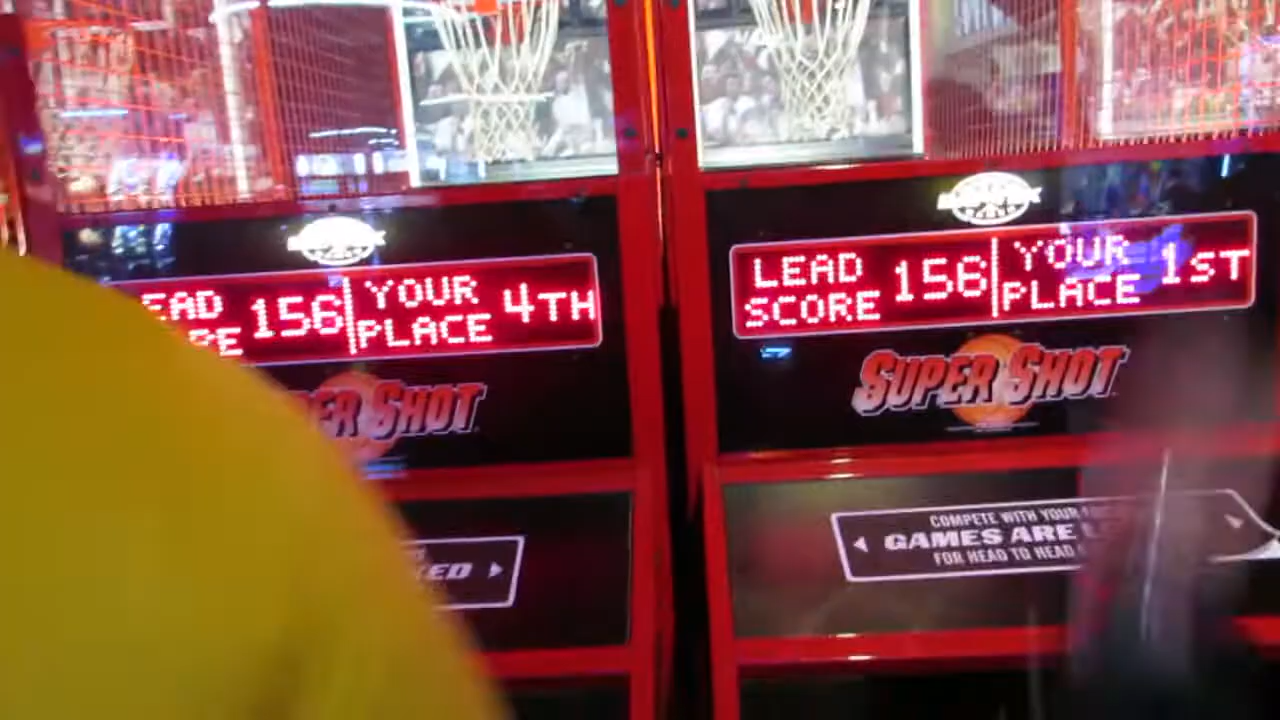 EAD
RE
156
YOUR
PLACE
4TH
LEAD
SCORE
156
YOUR
PLACE
1ST
SUPER SHOT
SHOT
COMPETE WITH YOUR
GAMES ARE
FOR HEAD TO HEAD